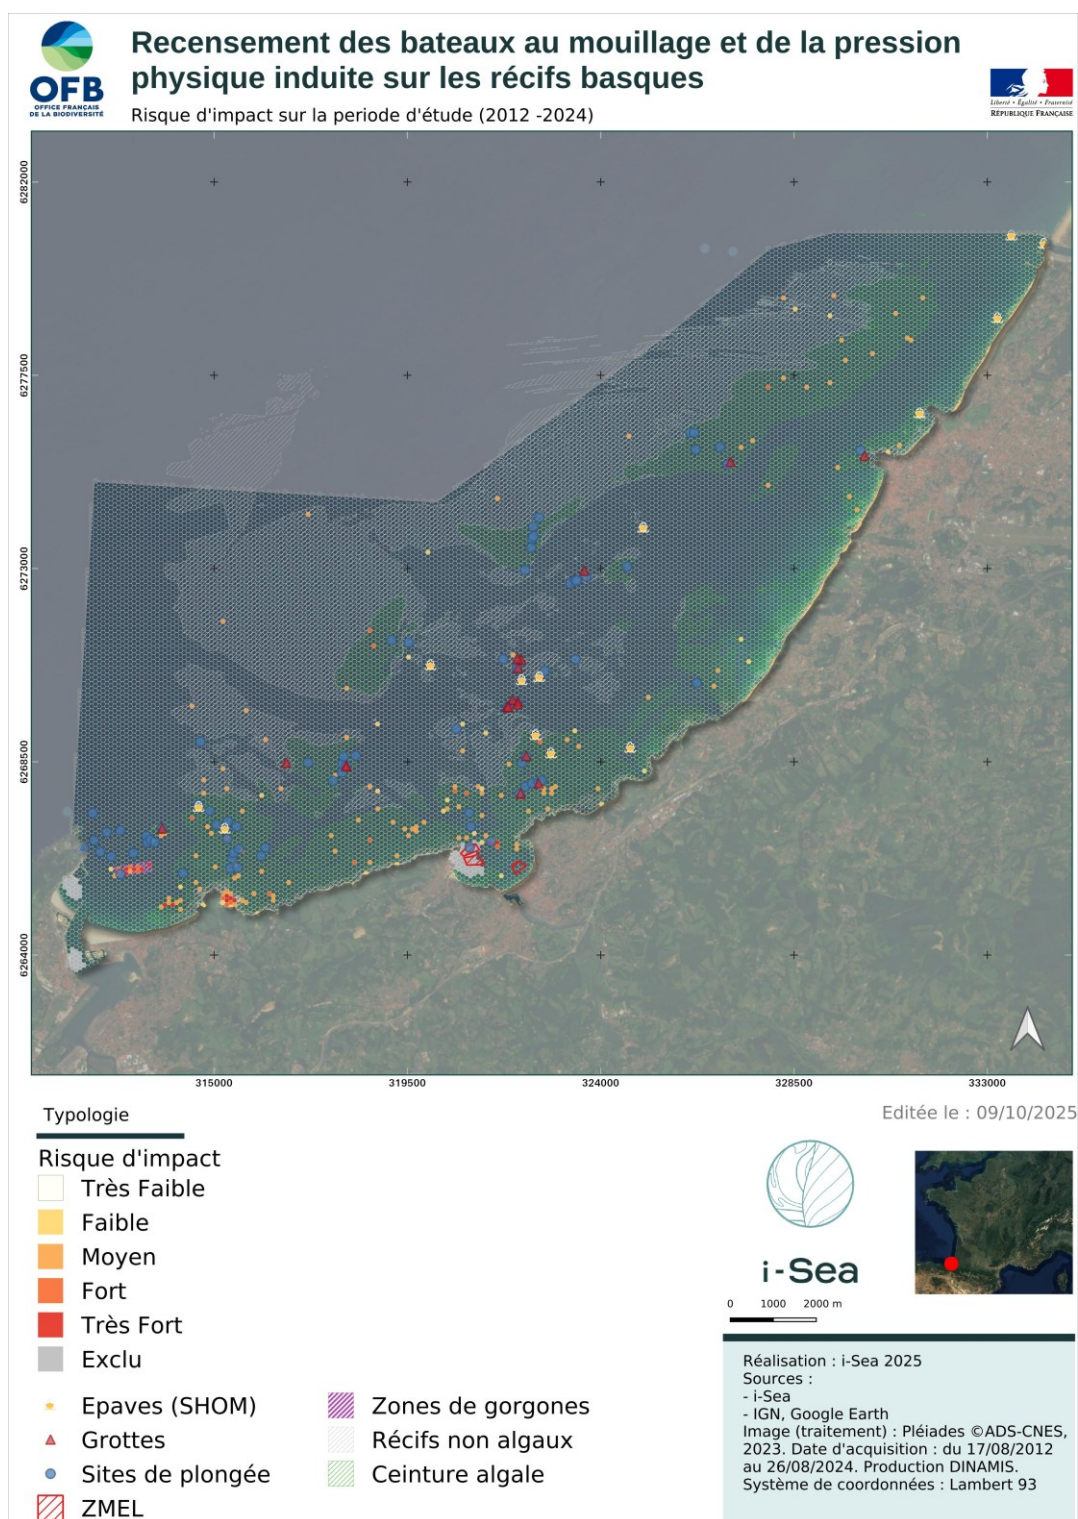 OFB
OFFICE FRANÇAIS
DE LA BIODIVERSITÉ
Recensement des bateaux au mouillage et de la pression
physique induite sur les récifs basques
Risque d'impact sur la periode d'étude (2012 -2024)
Liberté • Égalité • Fraternité
RÉPUBLIQUE FRANÇAISE
6282000
6277500
6273000
6268500
6264000
315000
319500
324000
328500
333000
Typologie
Editée le : 09/10/2025
Risque d'impact
Très Faible
Faible
Moyen
Fort
Très Fort
Exclu
Epaves (SHOM)
Grottes
Sites de plongée
ZMEL
Zones de gorgones
Récifs non algaux
Ceinture algale
i-Sea
0 1000 2000 m
Réalisation : i-Sea 2025
Sources :
- i-Sea
- IGN, Google Earth
Image (traitement) : Pléiades ©ADS-CNES,
2023. Date d'acquisition : du 17/08/2012
au 26/08/2024. Production DINAMIS.
Système de coordonnées : Lambert 93